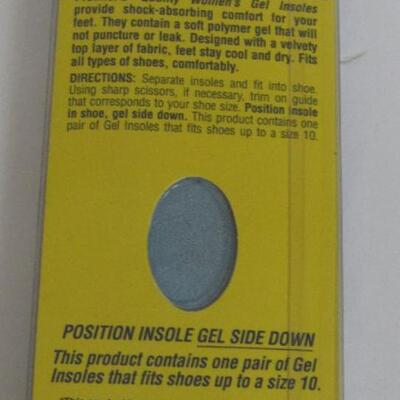 Quality Women's Gel Insoles
provide shock-absorbing comfort for your
feet. They contain a soft polymer gel that will
not puncture or leak. Designed with a velvety
top layer of fabric, feet stay cool and dry. Fits
all types of shoes, comfortably.
DIRECTIONS: Separate insoles and fit into shoe.
Using sharp scissors, if necessary, trim on guide
that corresponds to your shoe size. Position insole
in shoe, gel side down. This product contains one
pair of Gel Insoles that fits shoes up to a size 10.
POSITION INSOLE GEL SIDE DOWN
This product contains one pair of Gel
Insoles that fits shoes up to a size 10.